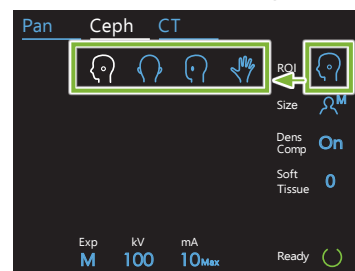 Pan Ceph CT
ROI
Size M
Dens Comp On
Soft Tissue 0
Exp kV mA
M 100 10Max Ready